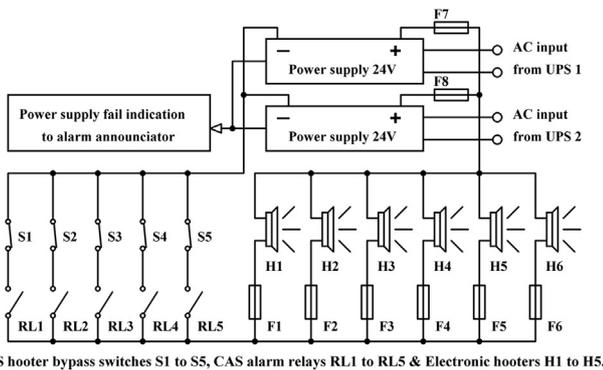 F7
AC input
Power supply 24V
from UPS 1
F8
Power supply fail indication
to alarm announciator
AC input
Power supply 24V
from UPS 2
S1 S2 S3 S4 S5
H1 H2 H3 H4 H5 H6
RL1 RL2 RL3 RL4 RL5 F1 F2 F3 F4 F5 F6
S hooter bypass switches S1 to S5, CAS alarm relays RL1 to RL5 & Electronic hooters H1 to H5.